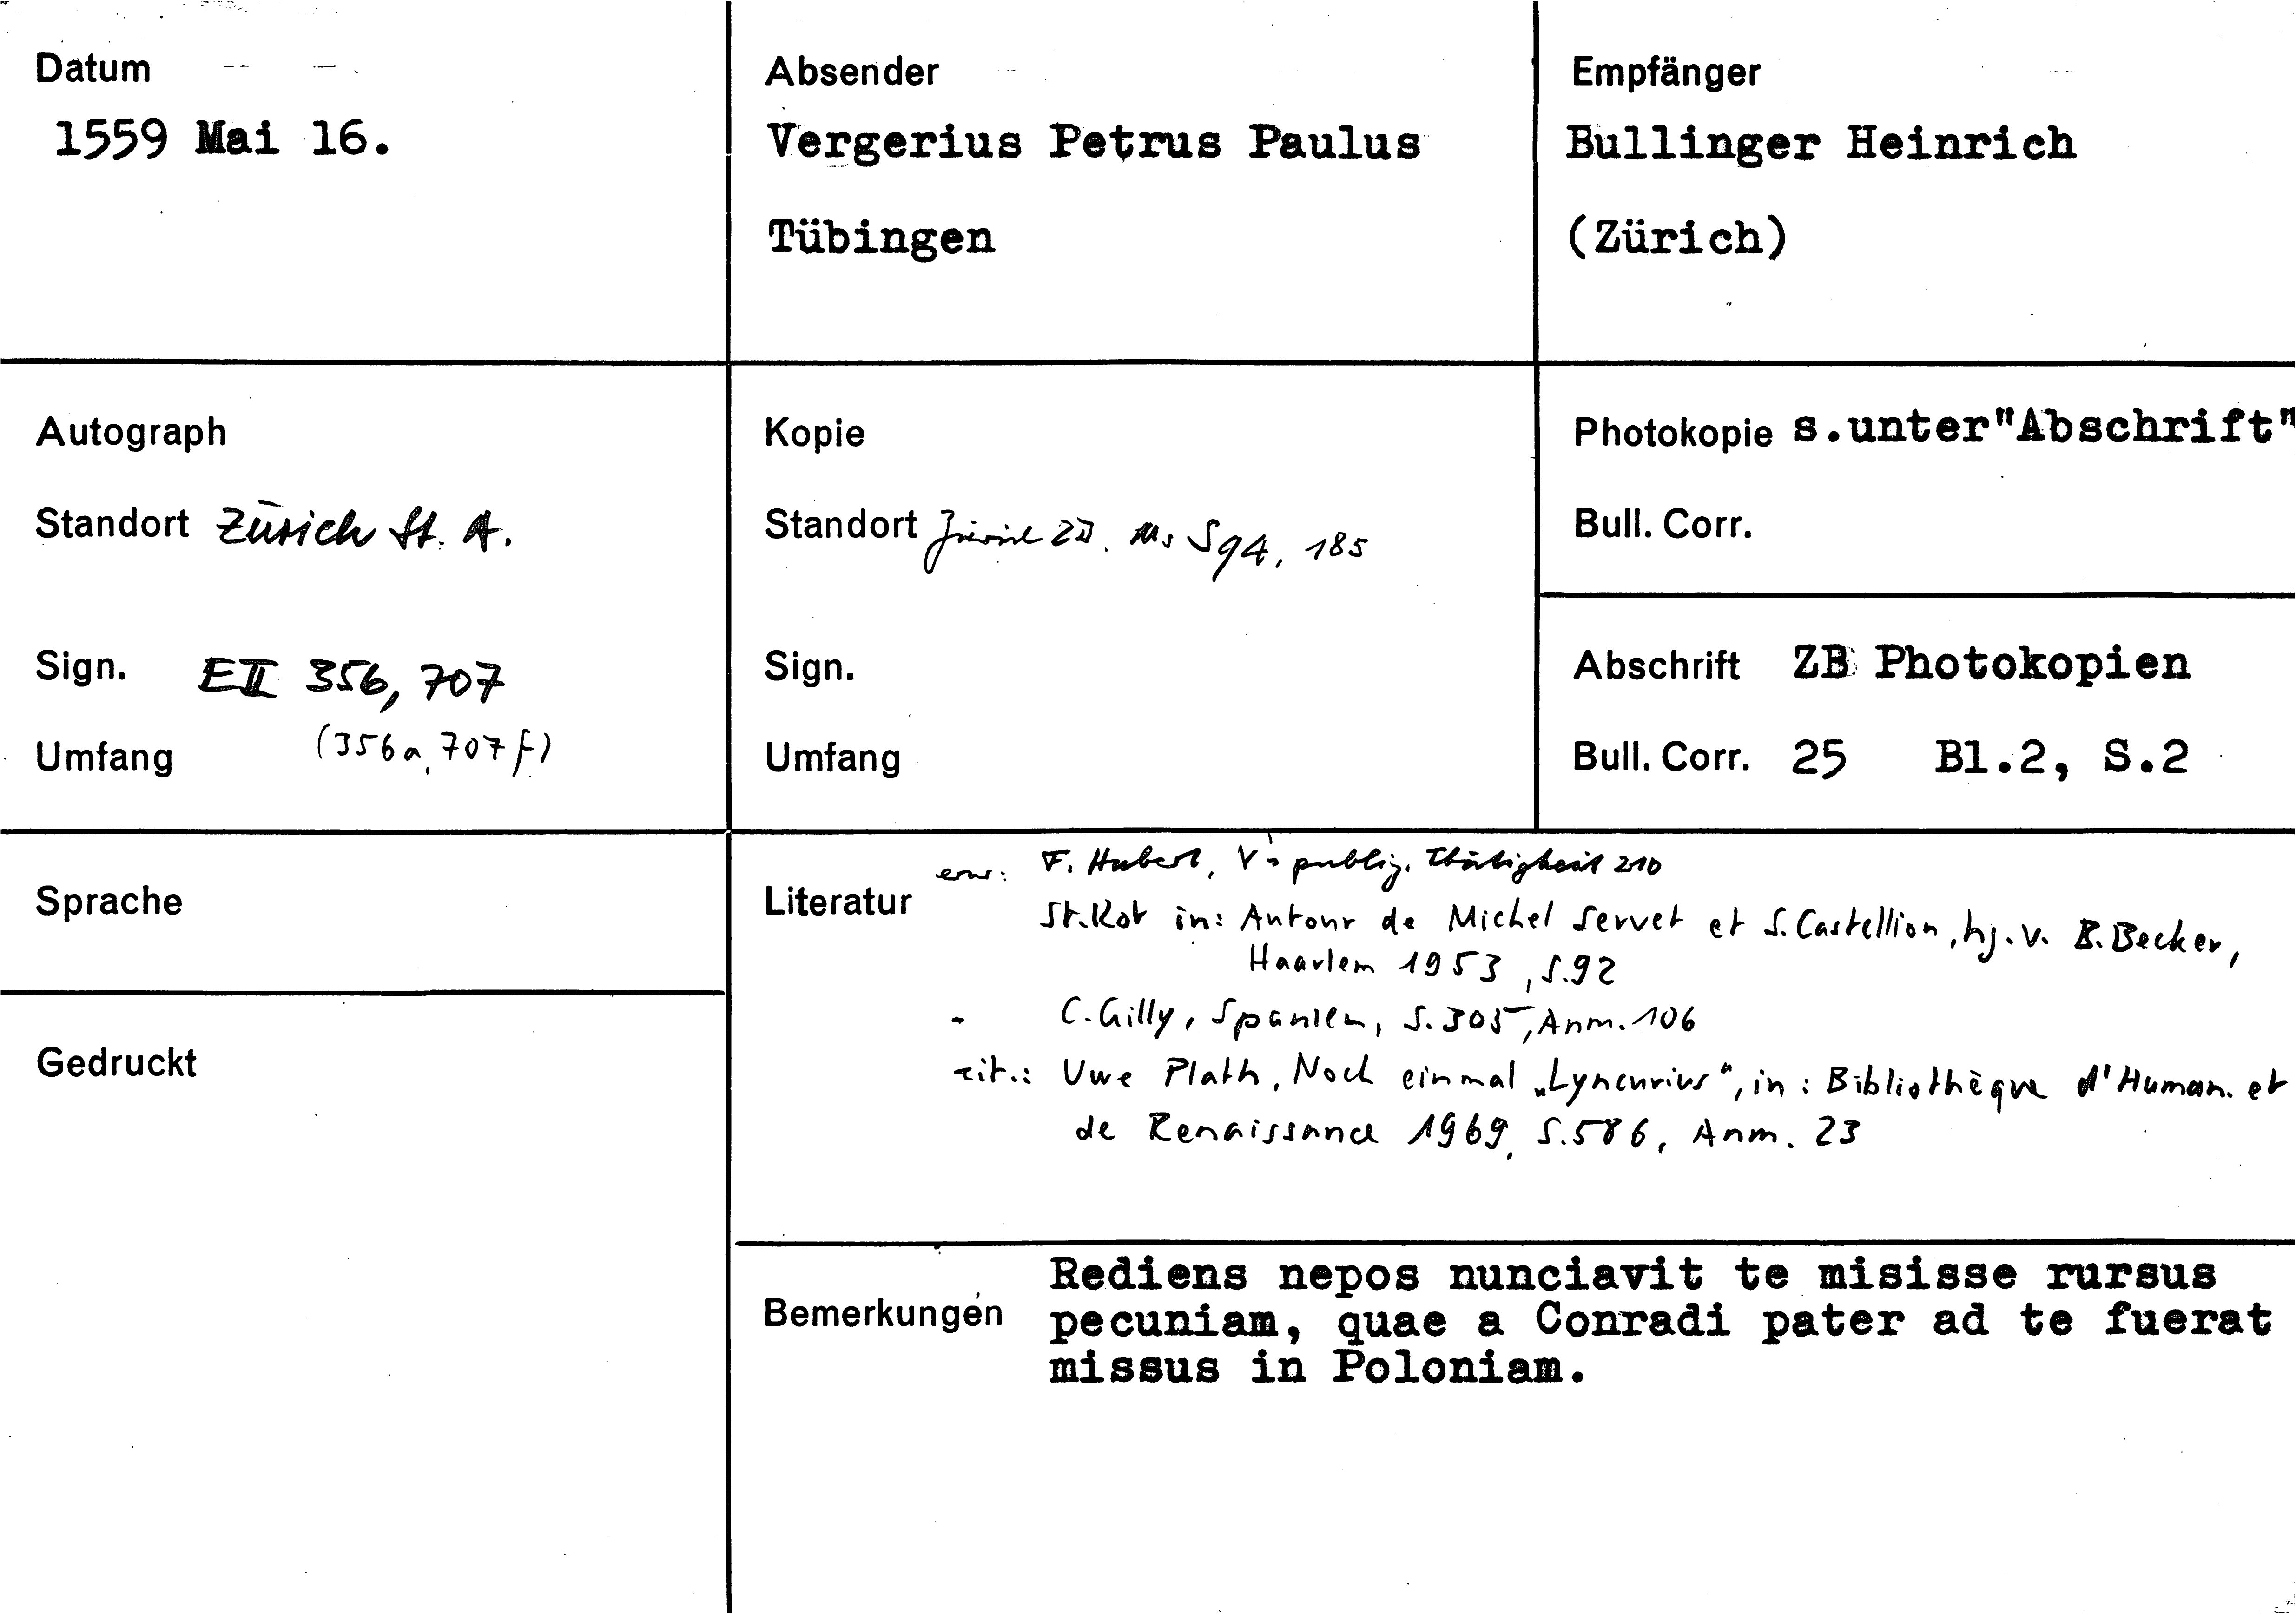 Datum
1559 Mai 16.
Absender
Vergerius Petrus Paulus
Tübingen
Empfänger
Bullinger Heinrich
(Zürich)
Autograph
Standort Zürich St. A.
Sign. EII 356, 707
Umfang (356a, 707f)
Kopie
Standort Zürich ZB. Ms S 94, 185
Sign.
Umfang
Photokopie s.unter"Abschrift"
Bull. Corr.
Abschrift ZB Photokopien
Bull. Corr. 25 Bl.2, S.2
Sprache
Gedruckt
Literatur erw.: F. Hubert, V's publiz. Thätigkeit 210
St. Kot in: Autour de Michel Servet et S. Castellion, hg. v. B. Becker,
Haarlem 1953, S.92
- C. Gilly, Spanien, S. 305, Anm. 106
zit.: Uwe Plath, Noch einmal „Lyncurius", in: Bibliothèque d'Human. et
de Renaissance 1969, S.586, Anm. 23
Bemerkungen
Rediens nepos nunciavit te misisse rursus
pecuniam, quae a Conradi pater ad te fuerat
missus in Poloniam.